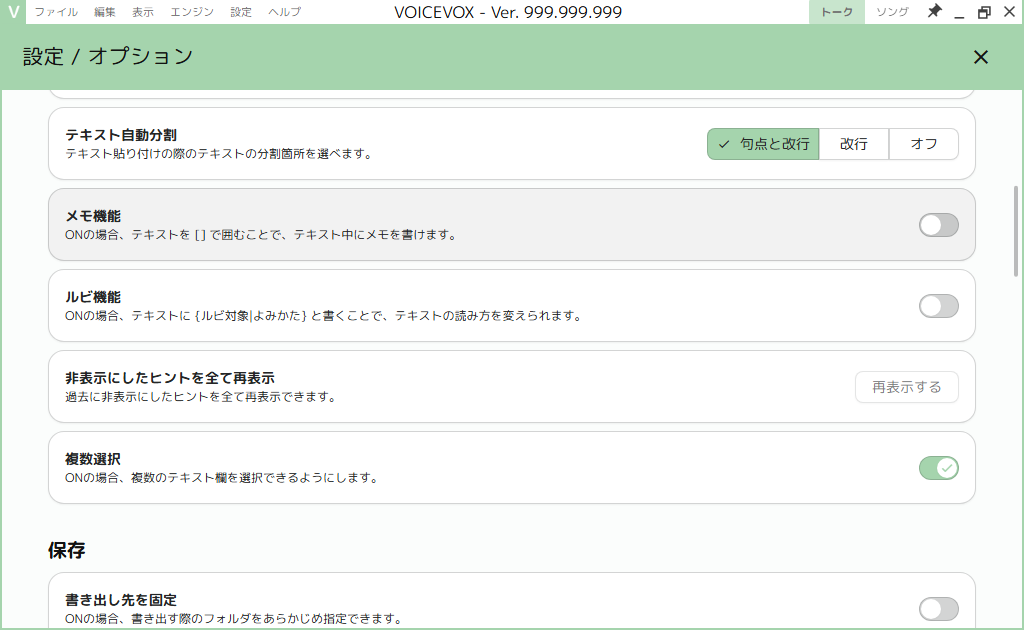 V ファイル 編集 表示 エンジン 設定 ヘルプ VOICEVOX - Ver. 999.999.999 トーク ソング
設定 / オプション
テキスト自動分割
テキスト貼り付けの際のテキストの分割箇所を選べます。
句点と改行 改行 オフ
メモ機能
ONの場合、テキストを [] で囲むことで、テキスト中にメモを書けます。
ルビ機能
ONの場合、テキストに {ルビ対象|よみかた} と書くことで、テキストの読み方を変えられます。
非表示にしたヒントを全て再表示
過去に非表示にしたヒントを全て再表示できます。
再表示する
複数選択
ONの場合、複数のテキスト欄を選択できるようにします。
保存
書き出し先を固定
ONの場合、書き出す際のフォルダをあらかじめ指定できます。